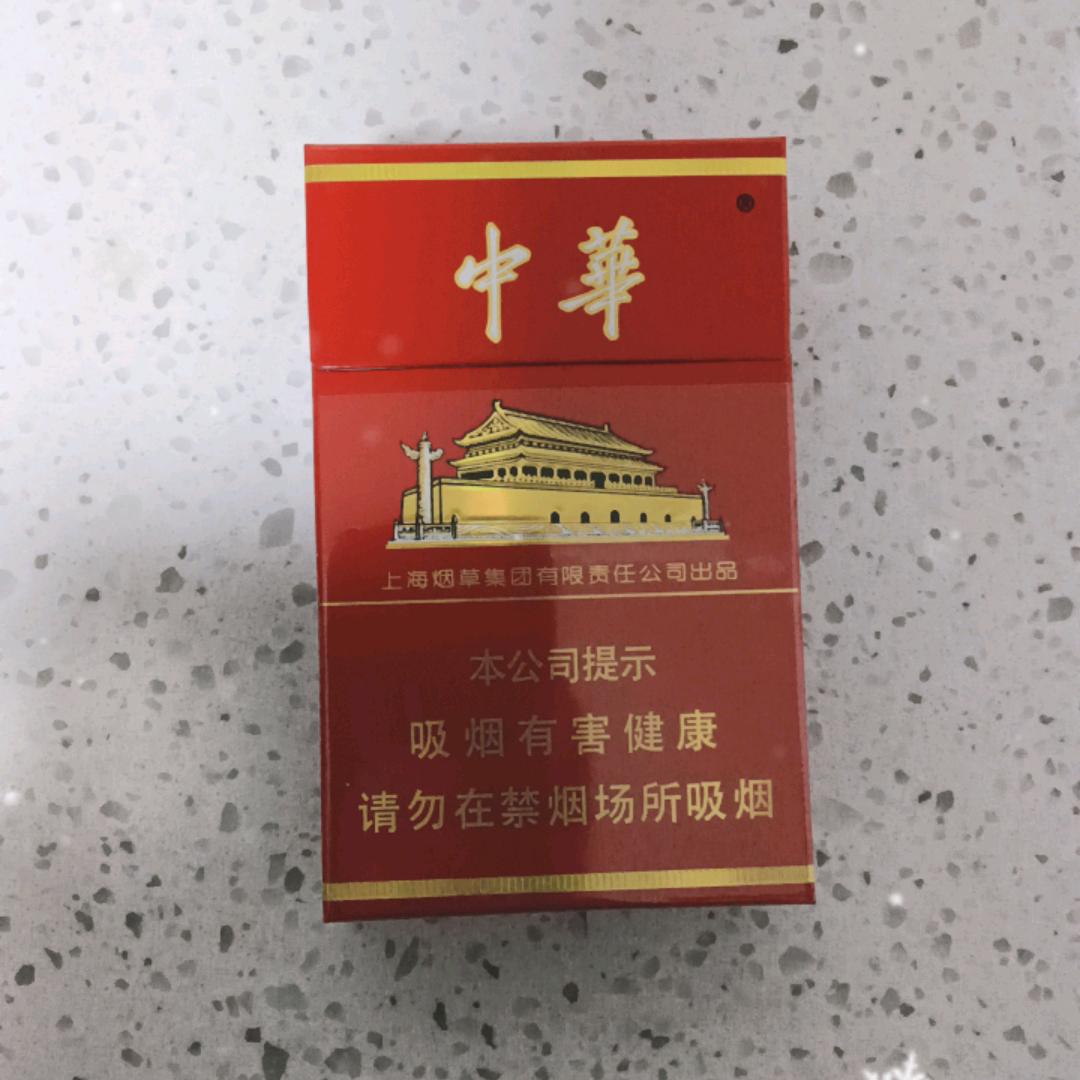 中華
®
上海烟草集团有限责任公司出品
本公司提示
吸烟有害健康
请勿在禁烟场所吸烟